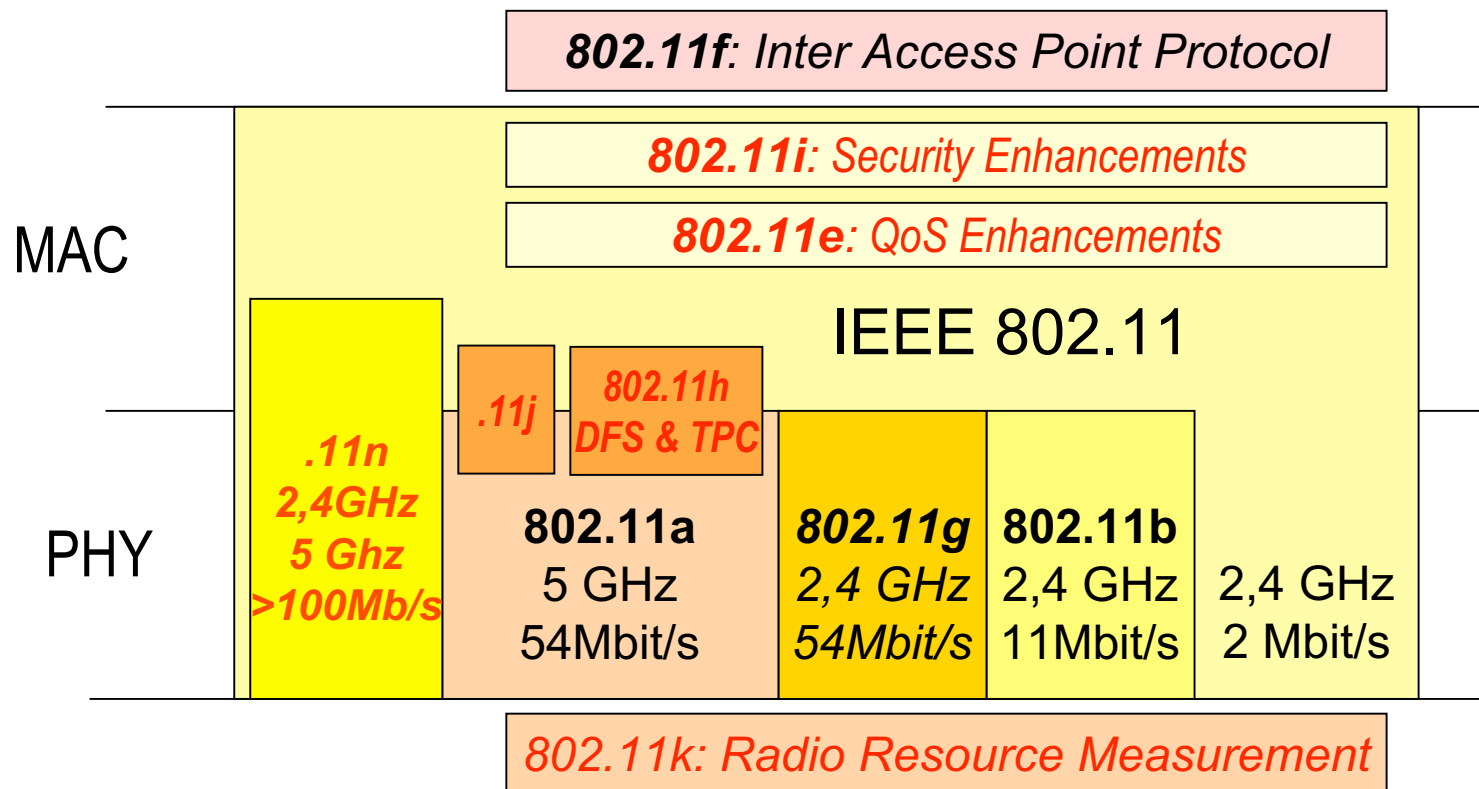 802.11f: Inter Access Point Protocol
802.11i: Security Enhancements
802.11e: QoS Enhancements
MAC
IEEE 802.11
.11j
802.11h
DFS & TPC
.11n
2,4GHz
5 Ghz
>100Mb/s
PHY
802.11a
5 GHz
54Mbit/s
802.11g
2,4 GHz
54Mbit/s
802.11b
2,4 GHz
11Mbit/s
2,4 GHz
2 Mbit/s
802.11k: Radio Resource Measurement